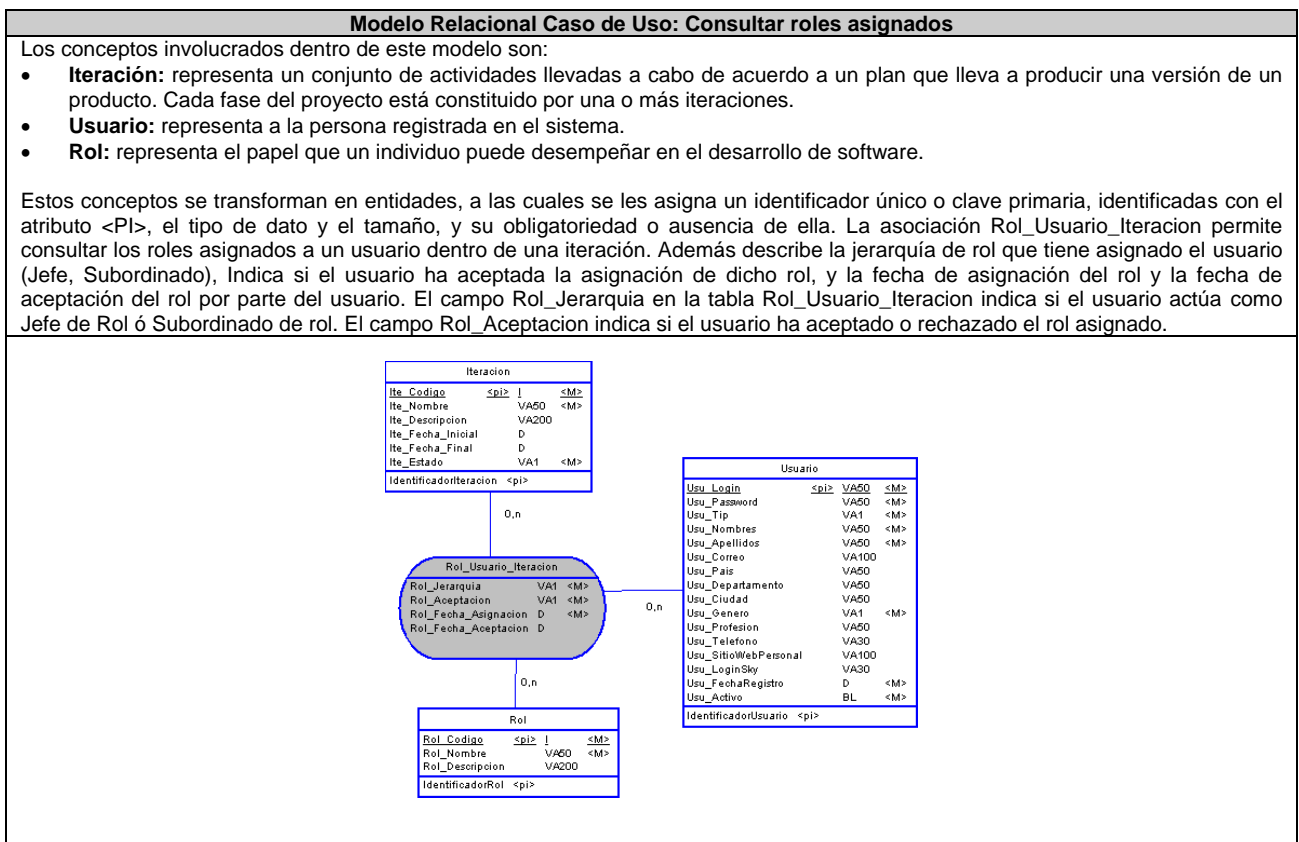 Modelo Relacional Caso de Uso: Consultar roles asignados
Los conceptos involucrados dentro de este modelo son:
• Iteración: representa un conjunto de actividades llevadas a cabo de acuerdo a un plan que lleva a producir una versión de un
producto. Cada fase del proyecto está constituido por una o más iteraciones.
• Usuario: representa a la persona registrada en el sistema.
• Rol: representa el papel que un individuo puede desempeñar en el desarrollo de software.
Estos conceptos se transforman en entidades, a las cuales se les asigna un identificador único o clave primaria, identificadas con el
atributo <PI>, el tipo de dato y el tamaño, y su obligatoriedad o ausencia de ella. La asociación Rol_Usuario_Iteracion permite
consultar los roles asignados a un usuario dentro de una iteración. Además describe la jerarquía de rol que tiene asignado el usuario
(Jefe, Subordinado), Indica si el usuario ha aceptada la asignación de dicho rol, y la fecha de asignación del rol y la fecha de
aceptación del rol por parte del usuario. El campo Rol_Jerarquia en la tabla Rol_Usuario_Iteracion indica si el usuario actúa como
Jefe de Rol ó Subordinado de rol. El campo Rol_Aceptacion indica si el usuario ha aceptado o rechazado el rol asignado.
Iteracion
Ite_Codigo <pi> I <M>
Ite_Nombre VA50 <M>
Ite_Descripcion VA200
Ite_Fecha_Inicial D
Ite_Fecha_Final D
Ite_Estado VA1 <M>
IdentificadorIteracion <pi>
0,n
Rol_Usuario_Iteracion
Rol_Jerarquia VA1 <M>
Rol_Aceptacion VA1 <M>
Rol_Fecha_Asignacion D <M>
Rol_Fecha_Aceptacion D
0,n
Usuario
Usu_Login <pi> VA50 <M>
Usu_Password VA50 <M>
Usu_Tip VA1 <M>
Usu_Nombres VA50 <M>
Usu_Apellidos VA50 <M>
Usu_Correo VA100
Usu_Pais VA50
Usu_Departamento VA50
Usu_Ciudad VA50
Usu_Genero VA1 <M>
Usu_Profesion VA50
Usu_Telefono VA30
Usu_SitioWebPersonal VA100
Usu_LoginSky VA30
Usu_FechaRegistro D <M>
Usu_Activo BL <M>
IdentificadorUsuario <pi>
0,n
Rol
Rol_Codigo <pi> I <M>
Rol_Nombre VA50 <M>
Rol_Descripcion VA200
IdentificadorRol <pi>